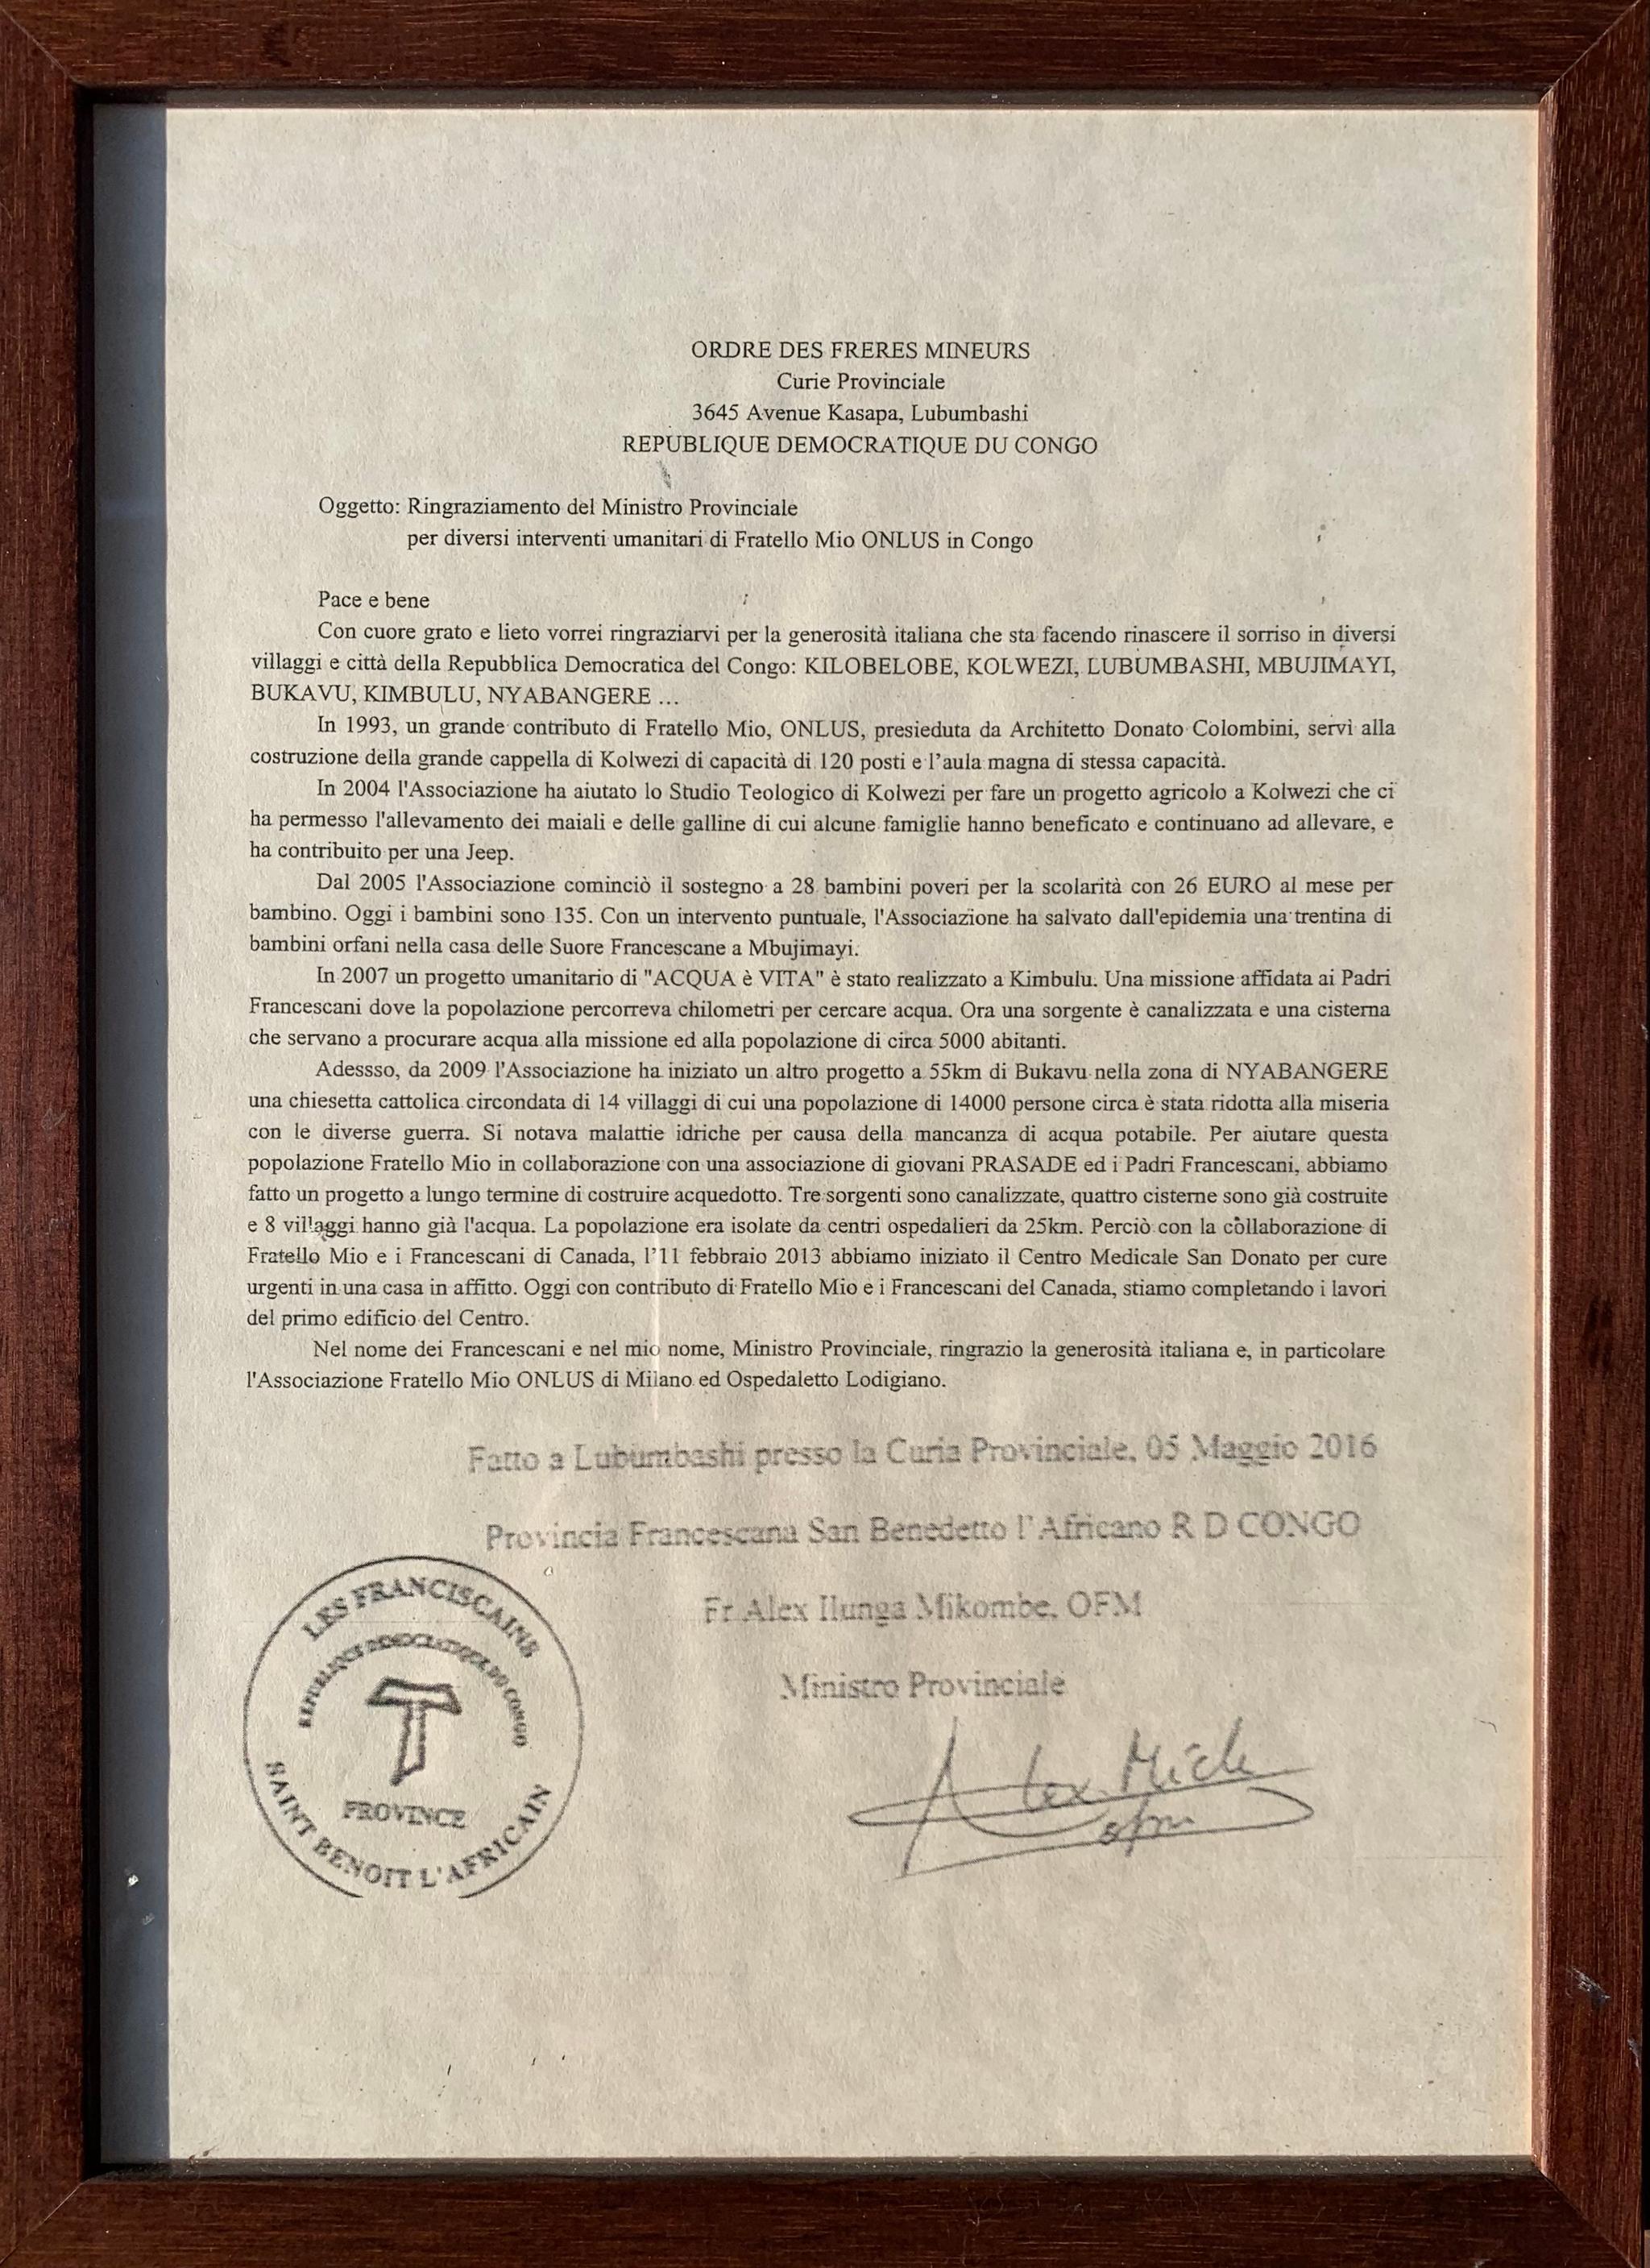 ORDRE DES FRERES MINEURS
Curie Provinciale
3645 Avenue Kasapa, Lubumbashi
REPUBLIQUE DEMOCRATIQUE DU CONGO
Oggetto: Ringraziamento del Ministro Provinciale
per diversi interventi umanitari di Fratello Mio ONLUS in Congo
Pace e bene
Con cuore grato e lieto vorrei ringraziarvi per la generosità italiana che sta facendo rinascere il sorriso in diversi
villaggi e città della Repubblica Democratica del Congo: KILOBELOBE, KOLWEZI, LUBUMBASHI, MBUJIMAYI,
BUKAVU, KIMBULU, NYABANGERE ...
In 1993, un grande contributo di Fratello Mio, ONLUS, presieduta da Architetto Donato Colombini, servì alla
costruzione della grande cappella di Kolwezi di capacità di 120 posti e l'aula magna di stessa capacità.
In 2004 l'Associazione ha aiutato lo Studio Teologico di Kolwezi per fare un progetto agricolo a Kolwezi che ci
ha permesso l'allevamento dei maiali e delle galline di cui alcune famiglie hanno beneficato e continuano ad allevare, e
ha contribuito per una Jeep.
Dal 2005 l'Associazione cominciò il sostegno a 28 bambini poveri per la scolarità con 26 EURO al mese per
bambino. Oggi i bambini sono 135. Con un intervento puntuale, l'Associazione ha salvato dall'epidemia una trentina di
bambini orfani nella casa delle Suore Francescane a Mbujimayi.
In 2007 un progetto umanitario di "ACQUA è VITA" è stato realizzato a Kimbulu. Una missione affidata ai Padri
Francescani dove la popolazione percorreva chilometri per cercare acqua. Ora una sorgente è canalizzata e una cisterna
che servano a procurare acqua alla missione ed alla popolazione di circa 5000 abitanti.
Adessso, da 2009 l'Associazione ha iniziato un altro progetto a 55km di Bukavu nella zona di NYABANGERE
una chiesetta cattolica circondata di 14 villaggi di cui una popolazione di 14000 persone circa è stata ridotta alla miseria
con le diverse guerra. Si notava malattie idriche per causa della mancanza di acqua potabile. Per aiutare questa
popolazione Fratello Mio in collaborazione con una associazione di giovani PRASADE ed i Padri Francescani, abbiamo
fatto un progetto a lungo termine di costruire acquedotto. Tre sorgenti sono canalizzate, quattro cisterne sono già costruite
e 8 villaggi hanno già l'acqua. La popolazione era isolate da centri ospedalieri da 25km. Perciò con la collaborazione di
Fratello Mio e i Francescani di Canada, l'11 febbraio 2013 abbiamo iniziato il Centro Medicale San Donato per cure
urgenti in una casa in affitto. Oggi con contributo di Fratello Mio e i Francescani del Canada, stiamo completando i lavori
del primo edificio del Centro.
Nel nome dei Francescani e nel mio nome, Ministro Provinciale, ringrazio la generosità italiana e, in particolare
l'Associazione Fratello Mio ONLUS di Milano ed Ospedaletto Lodigiano.
Fatto a Lubumbashi presso la Curia Provinciale, 05 Maggio 2016
Provincia Francescana San Benedetto l'Africano R D CONGO
Fr Alex Ilunga Mikombe, OFM
Ministro Provinciale
LES FRANCISCAINS
REPUBLIQUE DEMOCRATIQUE DU CONGO
PROVINCE
SAINT BENOIT L'AFRICAIN
Alex
ofm